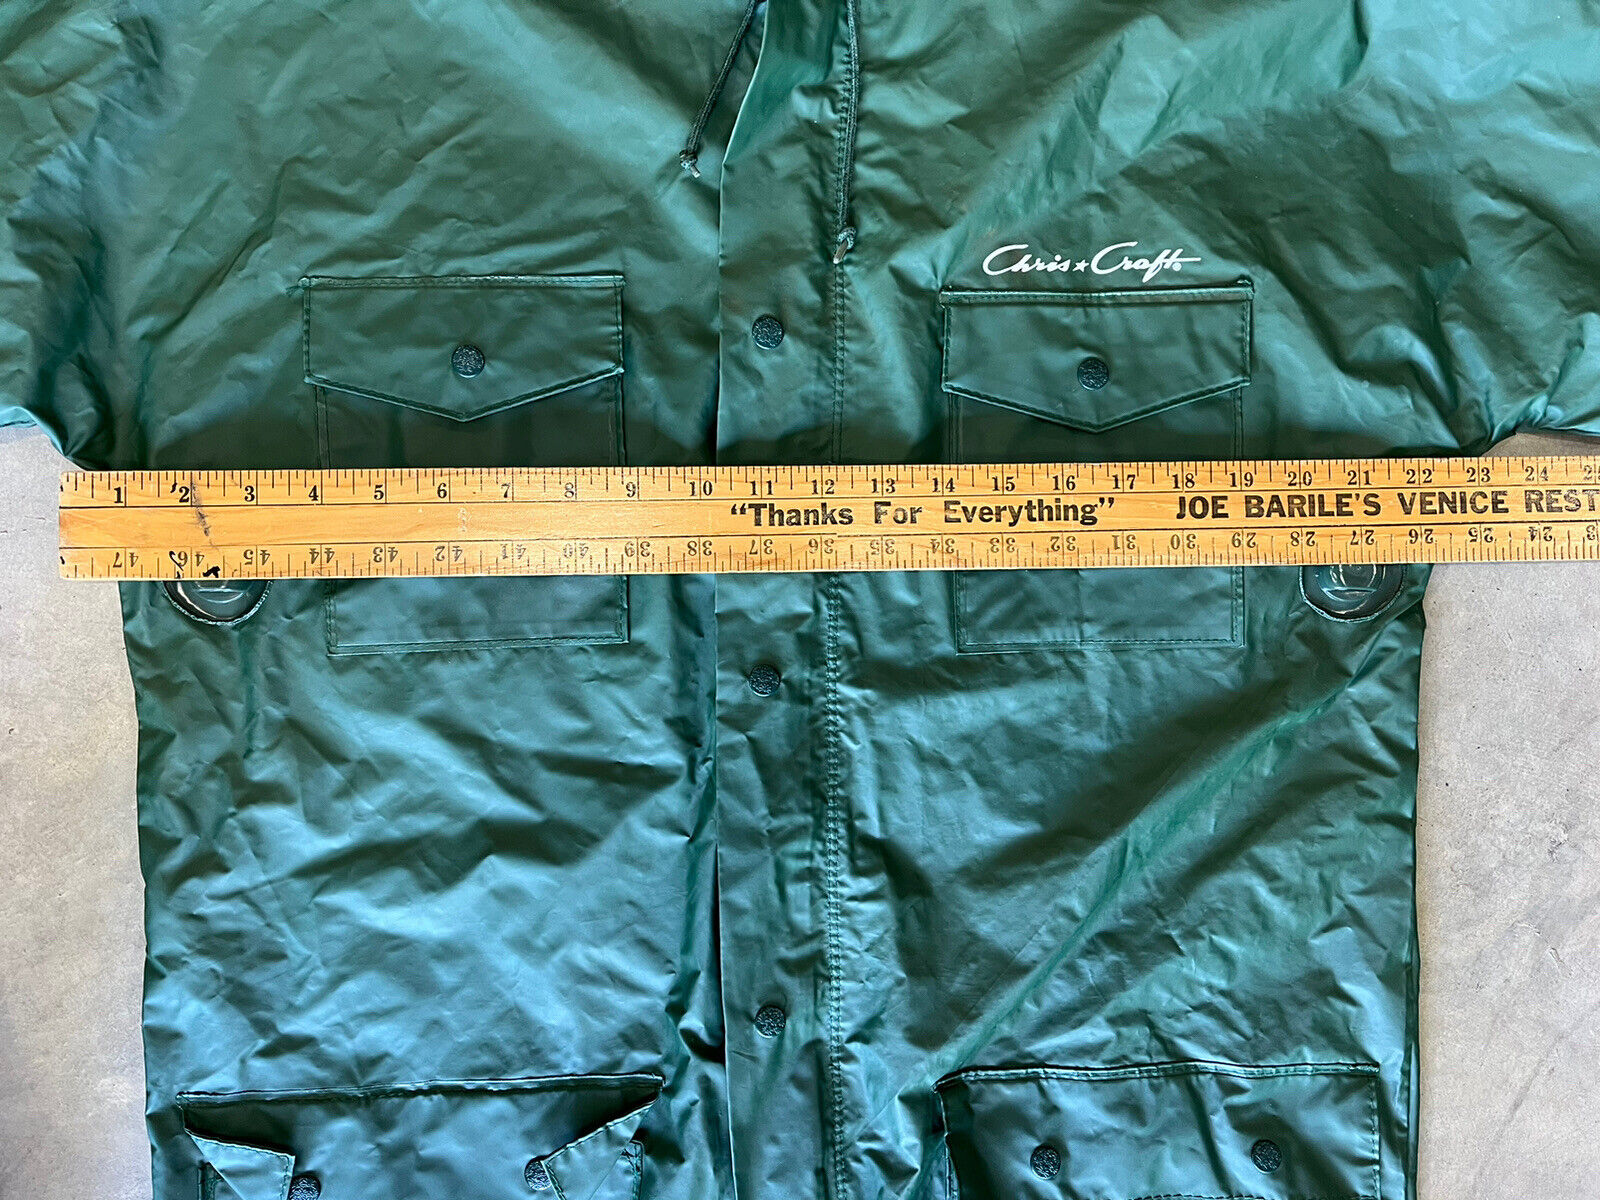 Chris★Craft®
1 2 3 4 5 6 7 8 9 10 11 12 13 14 15 16 17 18 19 20 21 22 23 24 25
"Thanks For Everything" JOE BARILE'S VENICE REST
47 46 45 44 43 42 41 40 39 38 37 36 35 34 33 32 31 30 29 28 27 26 25 24 23